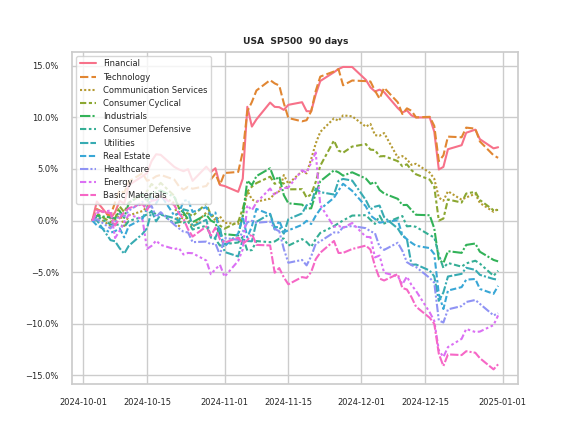 USA  SP500  90 days
15.0%
10.0%
5.0%
0.0%
−5.0%
−10.0%
−15.0%
Financial
Technology
Communication Services
Consumer Cyclical
Industrials
Consumer Defensive
Utilities
Real Estate
Healthcare
Energy
Basic Materials
2024-10-01 2024-10-15 2024-11-01 2024-11-15 2024-12-01 2024-12-15 2025-01-01